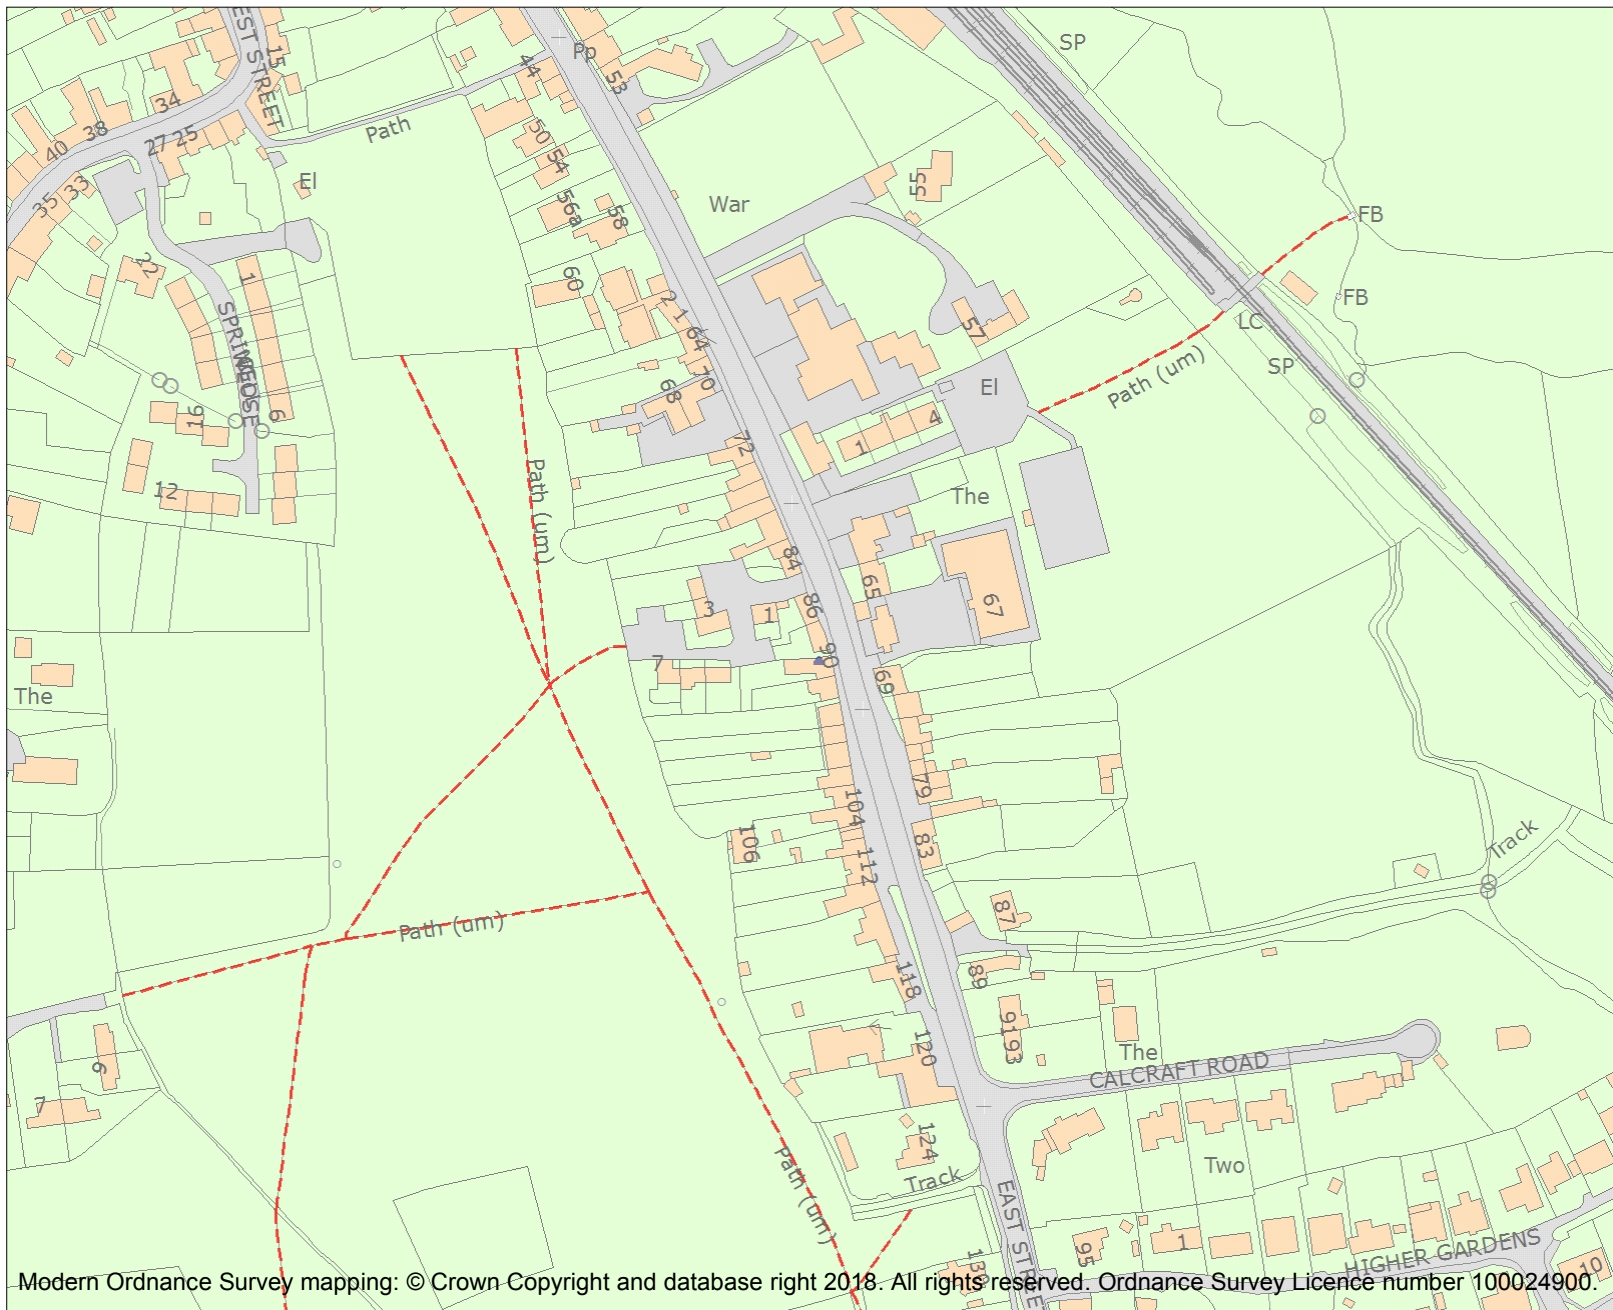 EST STREET
15
34
38
40
27
25
33
35
El
Path
44
Pp
53
50
54
56a
58
60
War
55
SP
FB
FB
LC
SP
57
22
1
SPRING
CLOSE
16
6
12
2
1
64
70
68
72
Path (um)
El
4
1
Path (um)
The
84
86
90
65
67
3
1
7
69
The
79
104
106
112
83
Track
87
Path (um)
89
118
91
93
The
120
CALCRAFT ROAD
6
7
124
Track
Two
Path (um)
EAST STREE
95
1
HIGHER GARDENS
10
Modern Ordnance Survey mapping: © Crown Copyright and database right 2018. All rights reserved. Ordnance Survey Licence number 100024900.